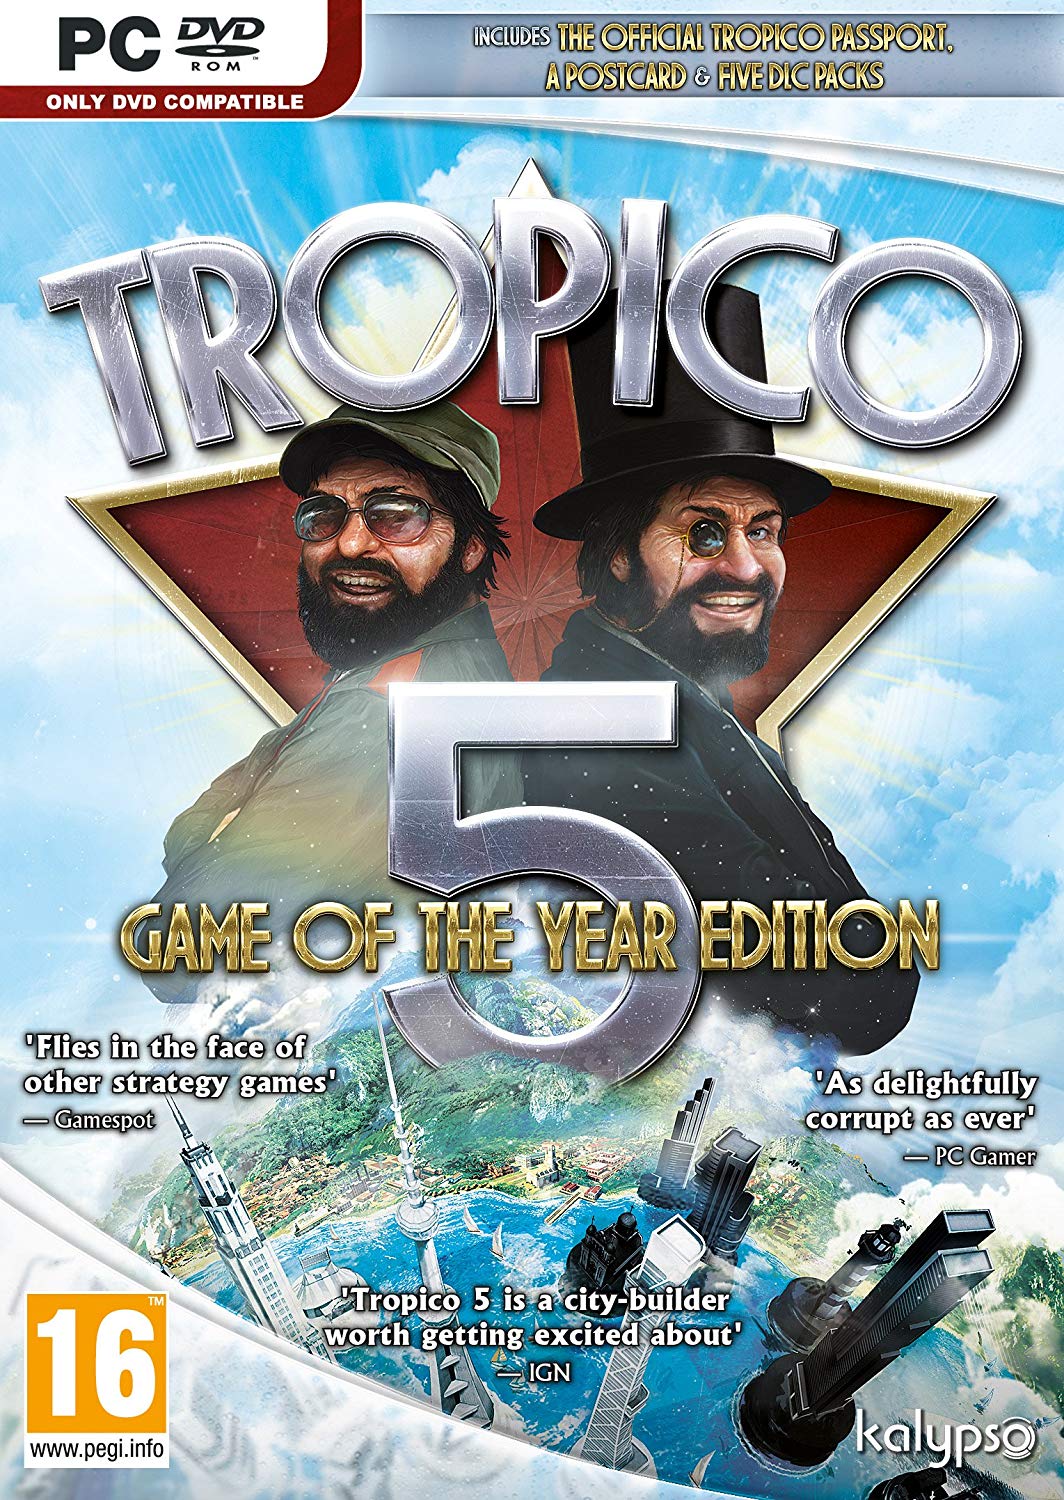 PC DVD ROM™
ONLY DVD COMPATIBLE
INCLUDES THE OFFICIAL TROPICO PASSPORT,
A POSTCARD & FIVE DLC PACKS
TROPICO
5
GAME OF THE YEAR EDITION
'Flies in the face of
other strategy games'
— Gamespot
'As delightfully
corrupt as ever'
— PC Gamer
'Tropico 5 is a city-builder
worth getting excited about'
— IGN
16™
www.pegi.info
kalypso